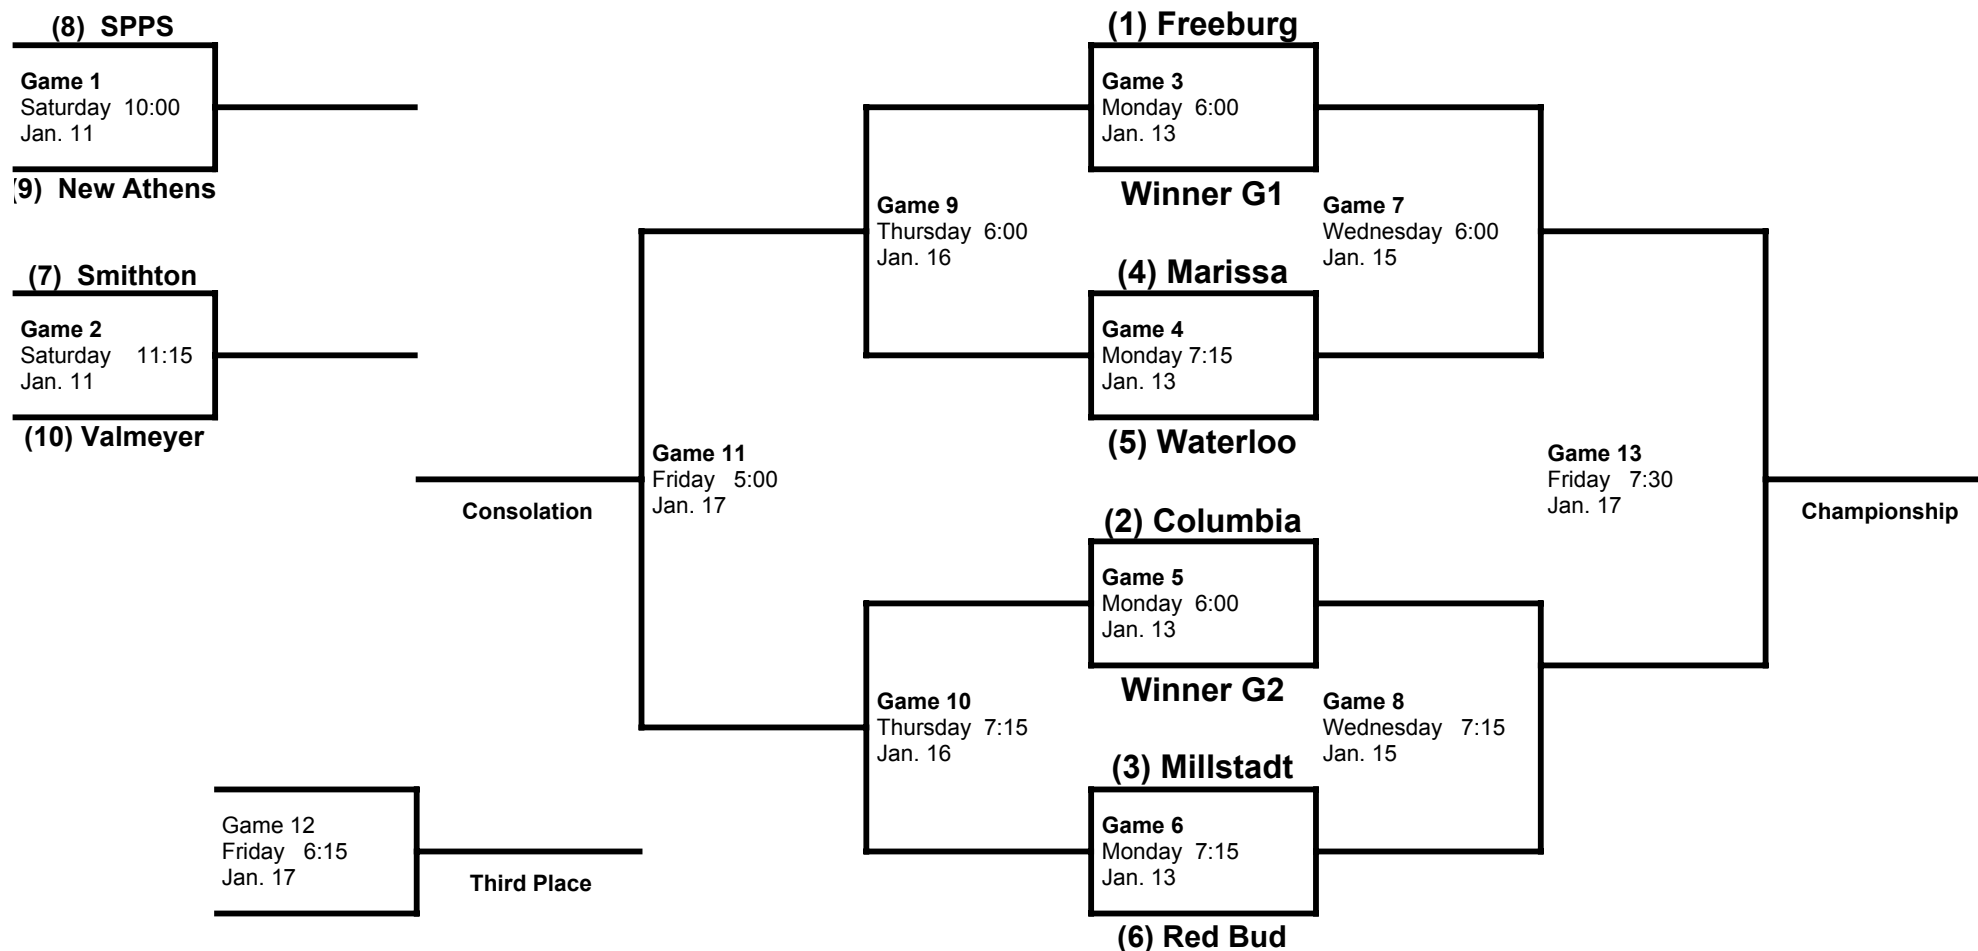 (8) SPPS
Game 1
Saturday 10:00
Jan. 11
(9) New Athens
(7) Smithton
Game 2
Saturday 11:15
Jan. 11
(10) Valmeyer
Consolation
Game 11
Friday 5:00
Jan. 17
Game 12
Friday 6:15
Jan. 17
Third Place
Game 9
Thursday 6:00
Jan. 16
Game 10
Thursday 7:15
Jan. 16
(1) Freeburg
Game 3
Monday 6:00
Jan. 13
Winner G1
(4) Marissa
Game 4
Monday 7:15
Jan. 13
(5) Waterloo
(2) Columbia
Game 5
Monday 6:00
Jan. 13
Winner G2
(3) Millstadt
Game 6
Monday 7:15
Jan. 13
(6) Red Bud
Game 7
Wednesday 6:00
Jan. 15
Game 8
Wednesday 7:15
Jan. 15
Game 13
Friday 7:30
Jan. 17
Championship